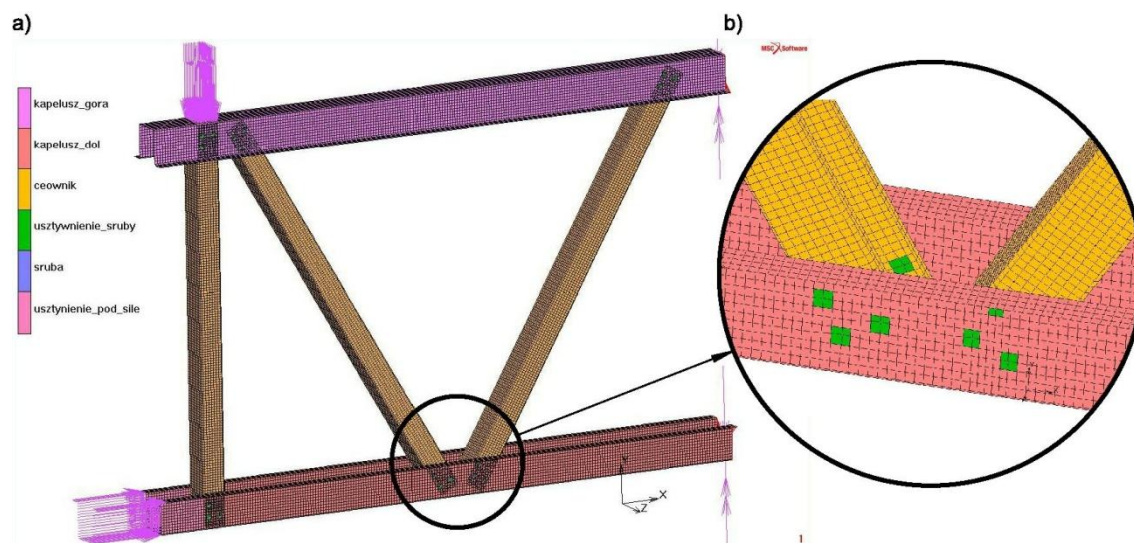 a)
b)
MSC Software
kapelusz_gora
kapelusz_dol
ceownik
usztywnienie_sruby
sruba
usztynienie_pod_sile
Y
X
Z
1